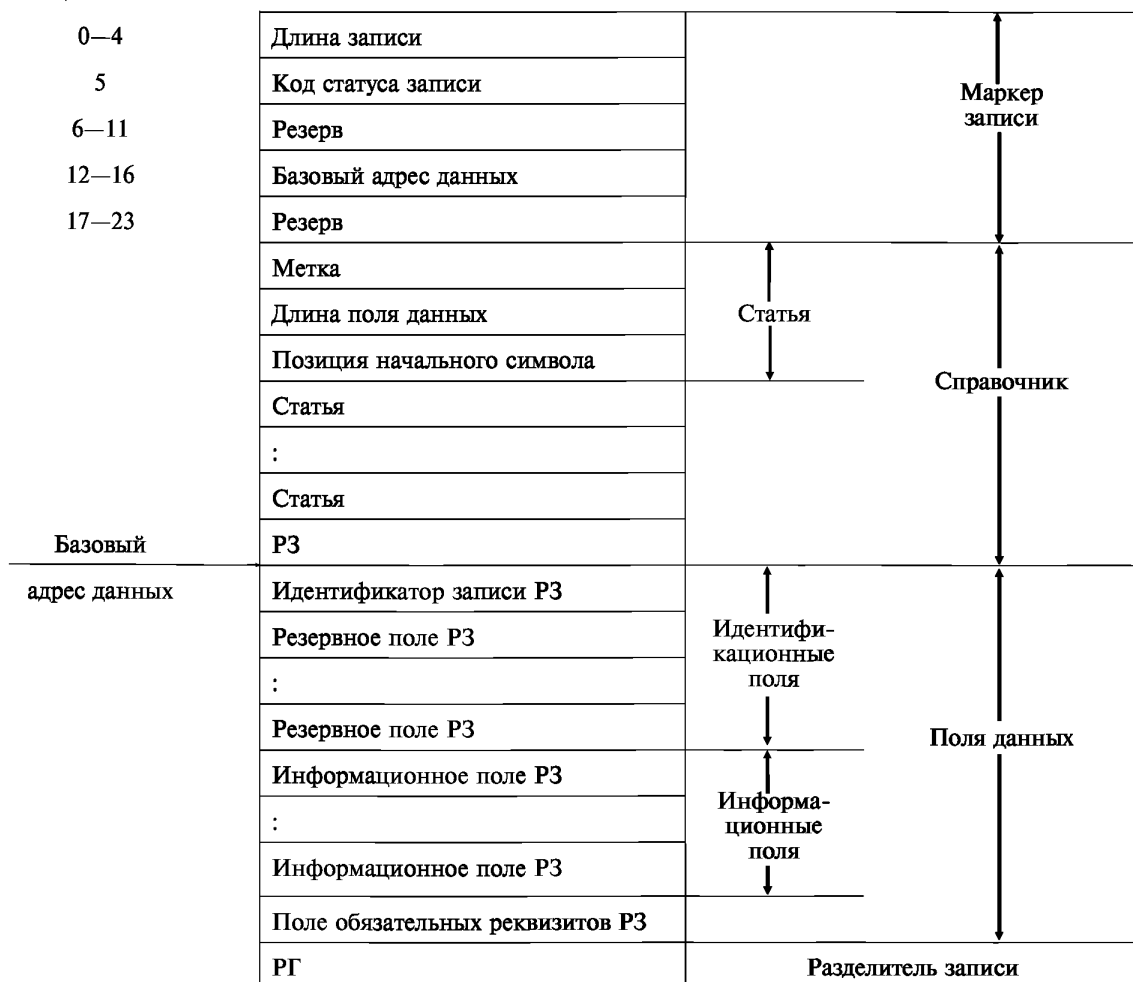 0—4 Длина записи
5 Код статуса записи
Маркер
записи
6—11 Резерв
12—16 Базовый адрес данных
17—23 Резерв
Метка
Длина поля данных Статья
Позиция начального символа
Справочник
Статья
:
Статья
Базовый РЗ
адрес данных Идентификатор записи РЗ
Резервное поле РЗ
Идентифи-
кационные
поля
:
Резервное поле РЗ
Поля данных
Информационное поле РЗ
:
Информа-
ционные
поля
Информационное поле РЗ
Поле обязательных реквизитов РЗ
РГ Разделитель записи